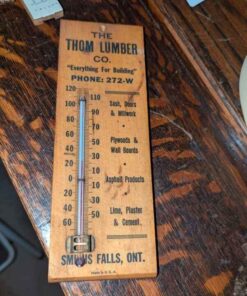 THE
THOM LUMBER
CO.
"Everything For Building"
PHONE: 272-W
120
110
100
90
80
70
60
50
40
30
20
10
0
10
20
30
40
50
60
Sash, Doors
& Millwork
Plywoods &
Wall Boards
Asphalt Products
Lime, Plaster
& Cement
SMITHS FALLS, ONT.
Made in U.S.A.